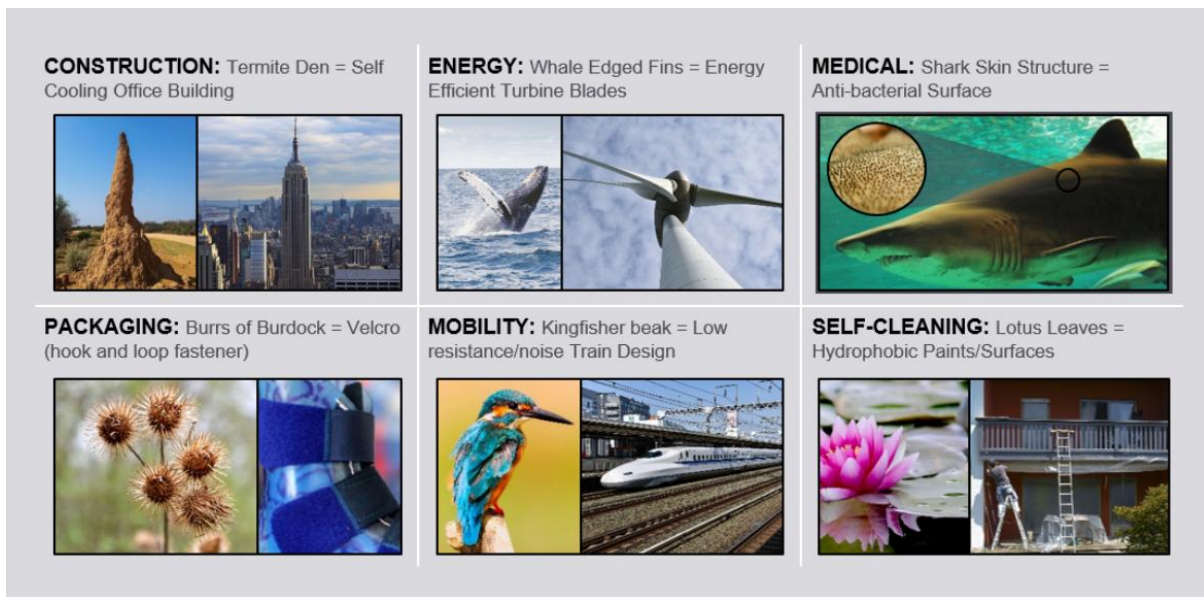 CONSTRUCTION: Termite Den = Self
Cooling Office Building
ENERGY: Whale Edged Fins = Energy
Efficient Turbine Blades
MEDICAL: Shark Skin Structure =
Anti-bacterial Surface
PACKAGING: Burrs of Burdock = Velcro
(hook and loop fastener)
MOBILITY: Kingfisher beak = Low
resistance/noise Train Design
SELF-CLEANING: Lotus Leaves =
Hydrophobic Paints/Surfaces